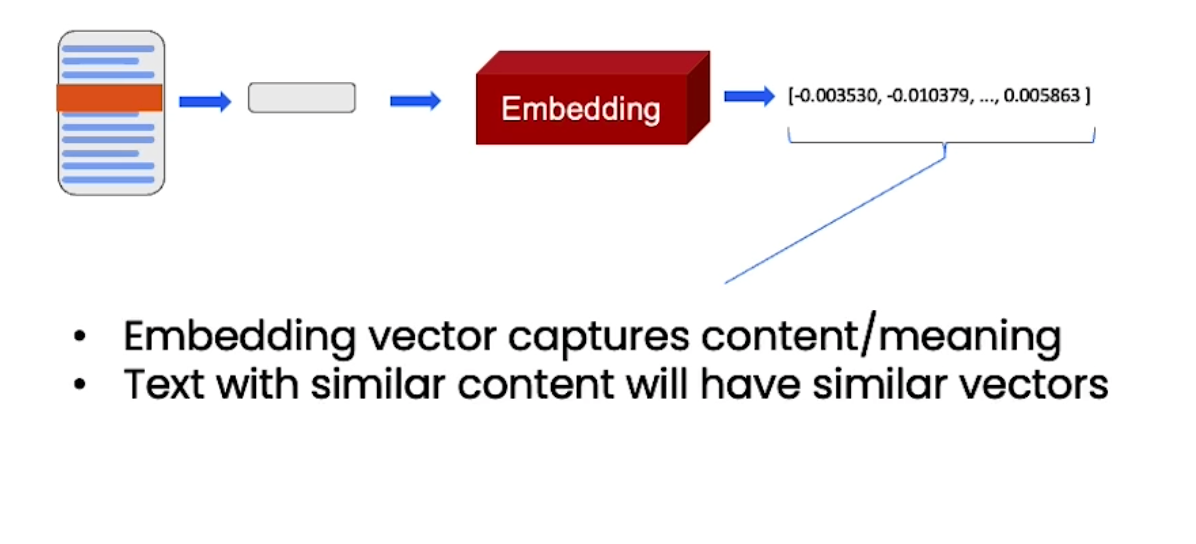 Embedding
[-0.003530, -0.010379, ..., 0.005863 ]
• Embedding vector captures content/meaning
• Text with similar content will have similar vectors